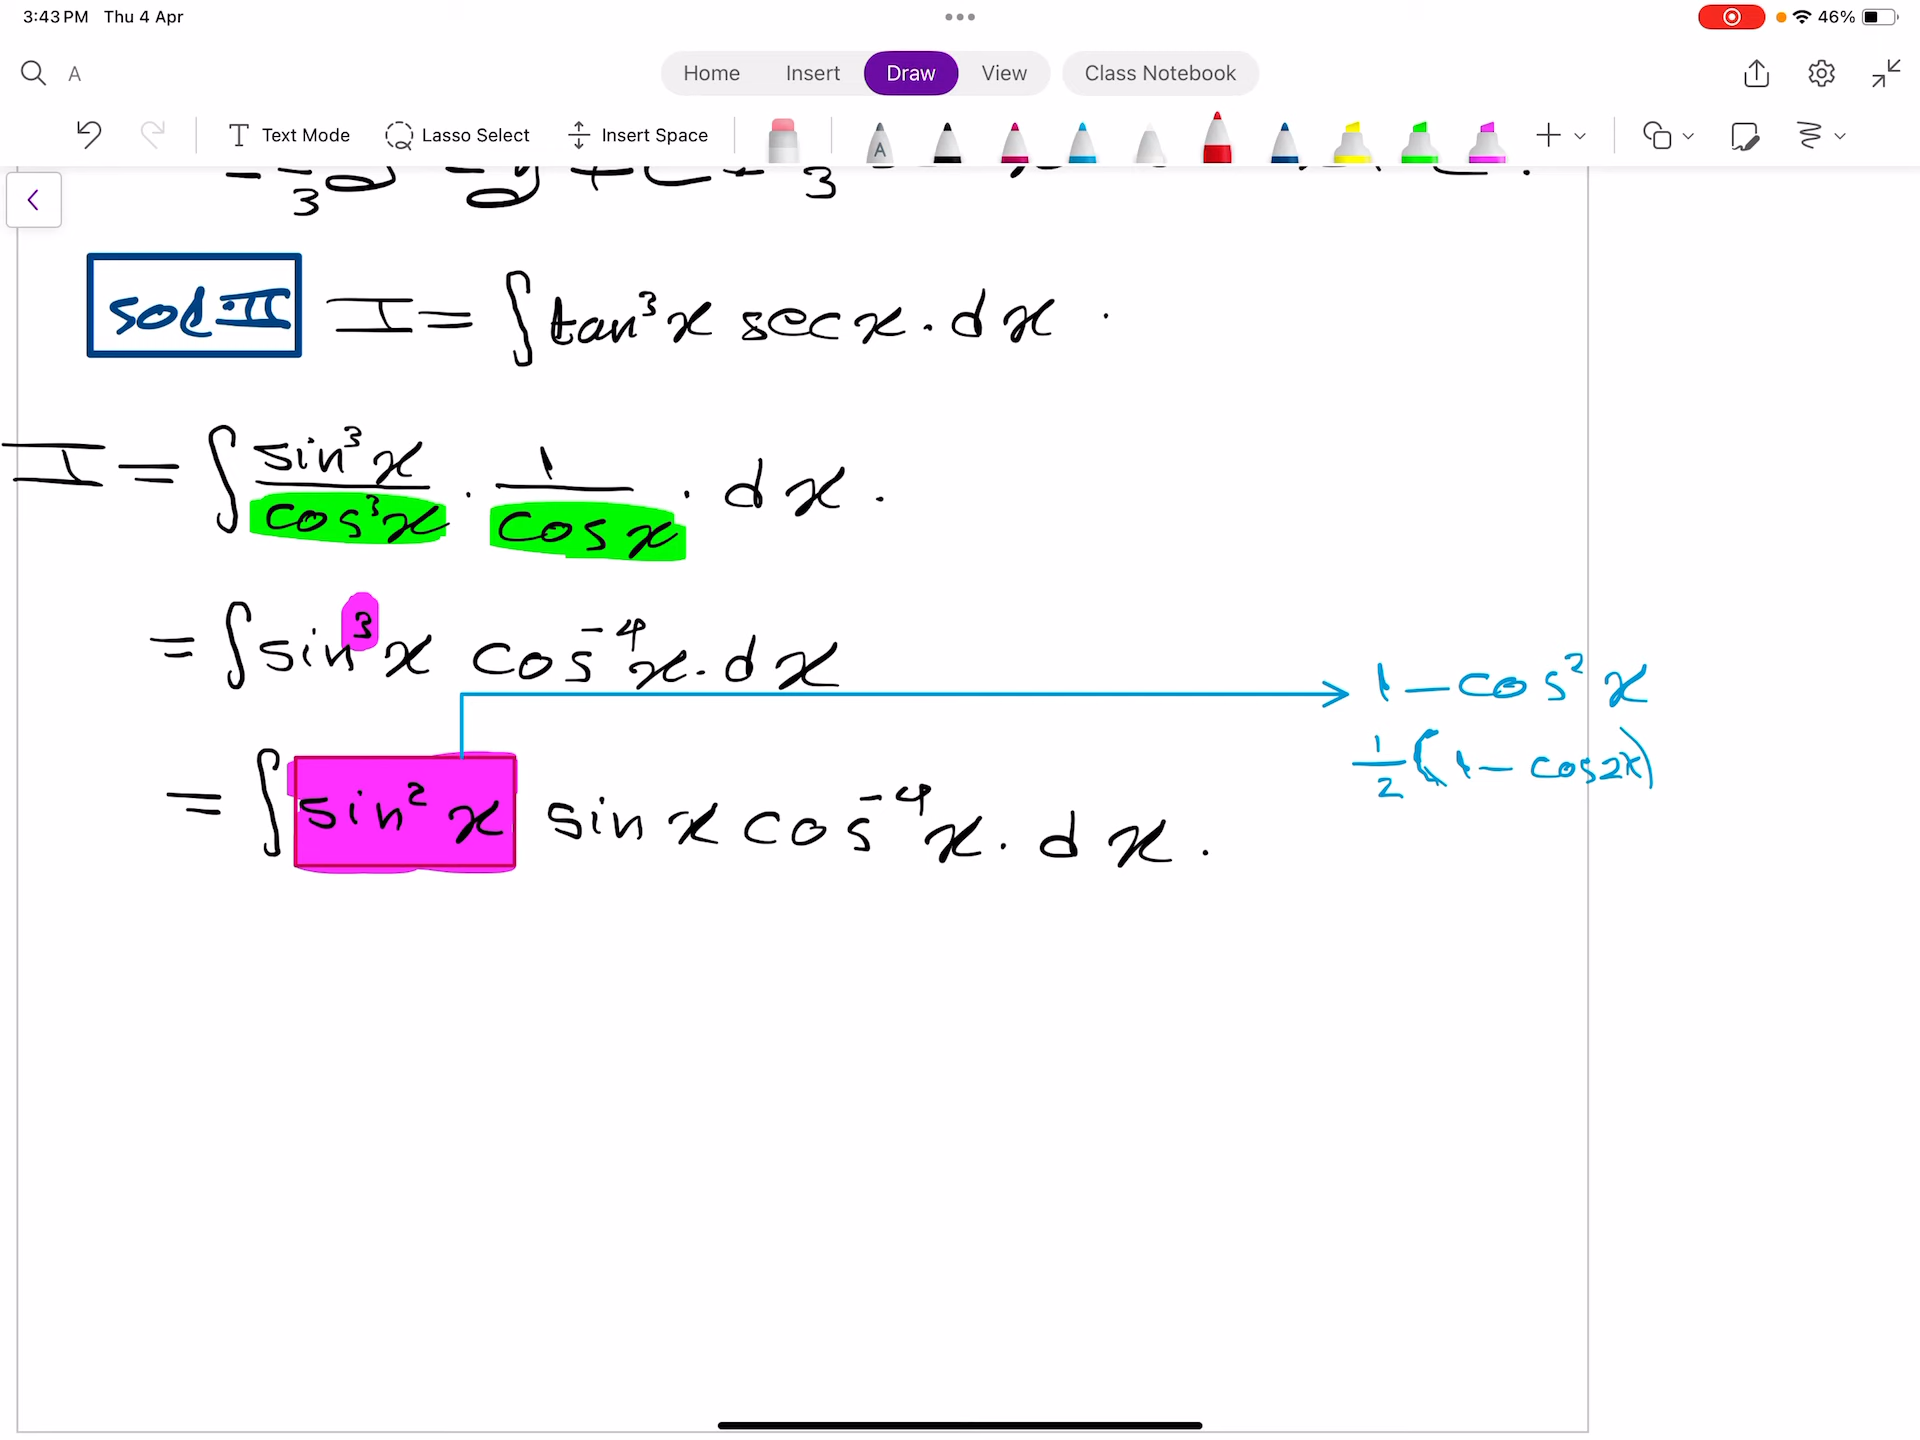 3:43 PM Thu 4 Apr 46%
A Home Insert Draw View Class Notebook
Text Mode Lasso Select Insert Space A
sol.II I = ∫ tan³x secx . dx .
I = ∫ sin³x/cos³x . 1/cosx . dx .
= ∫ sin³x cos⁻⁴x . dx
1 – cos²x
1/2 (1 – cos2x)
= ∫ sin²x sinx cos⁻⁴x . dx .